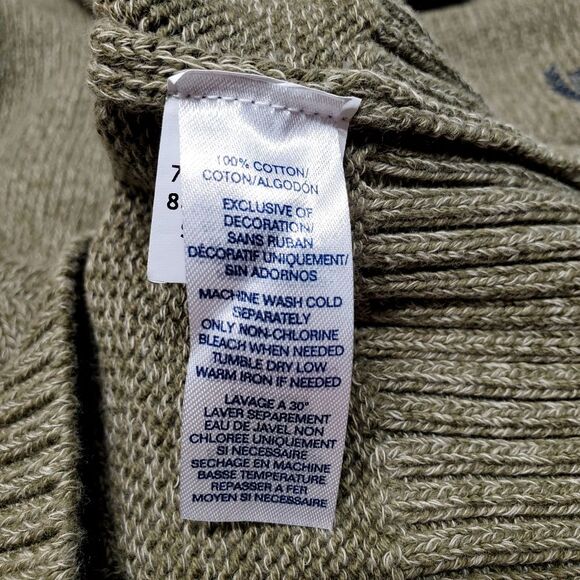 100% COTTON/
COTON/ALGODÓN
EXCLUSIVE OF
DECORATION/
SANS RUBAN
DÉCORATIF UNIQUEMENT/
SIN ADORNOS
MACHINE WASH COLD
SEPARATELY
ONLY NON-CHLORINE
BLEACH WHEN NEEDED
TUMBLE DRY LOW
WARM IRON IF NEEDED
LAVAGE A 30°
LAVER SEPAREMENT
EAU DE JAVEL NON
CHLOREE UNIQUEMENT
SI NECESSAIRE
SECHAGE EN MACHINE
BASSE TEMPERATURE
REPASSER A FER
MOYEN SI NECESSAIRE
7
8